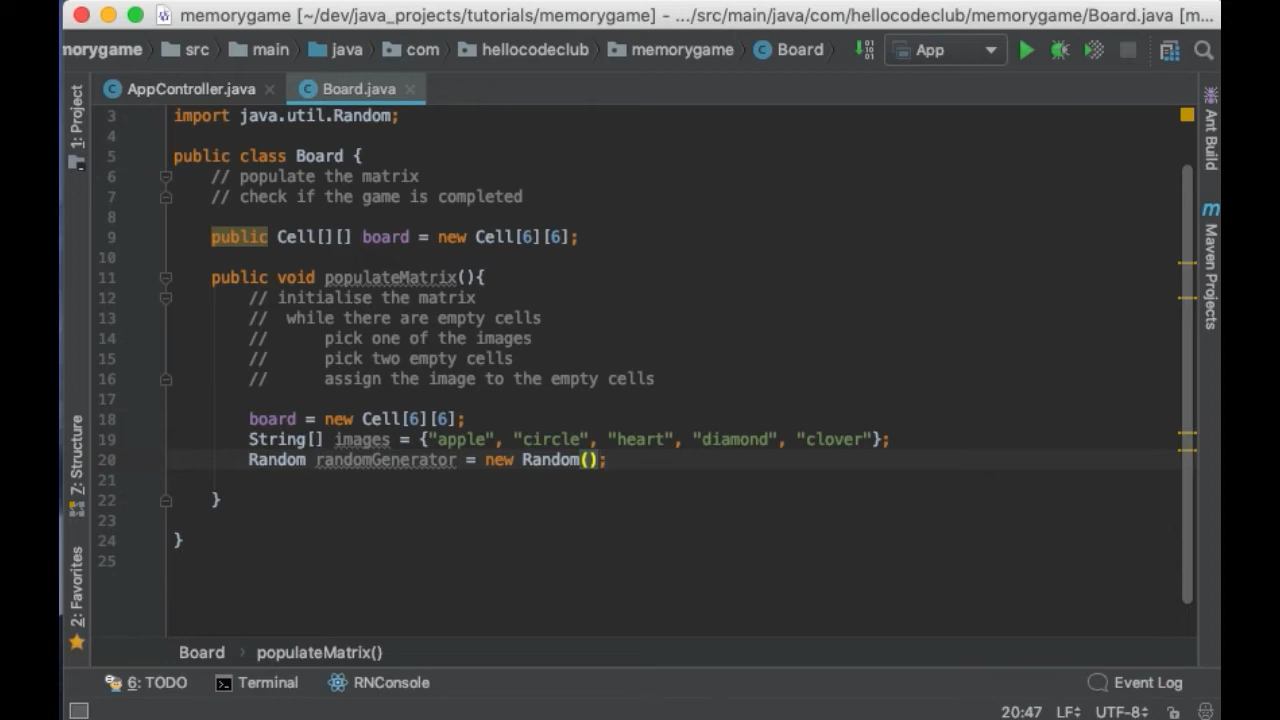 memorygame [~/dev/java_projects/tutorials/memorygame] - .../src/main/java/com/hellocodeclub/memorygame/Board.java [m...
morygame src main java com hellocodeclub memorygame Board App
AppController.java Board.java
1: Project
Z: Structure
2: Favorites
3 import java.util.Random;
4
5 public class Board {
6 // populate the matrix
7 // check if the game is completed
8
9 public Cell[][] board = new Cell[6][6];
10
11 public void populateMatrix(){
12 // initialise the matrix
13 // while there are empty cells
14 // pick one of the images
15 // pick two empty cells
16 // assign the image to the empty cells
17
18 board = new Cell[6][6];
19 String[] images = {"apple", "circle", "heart", "diamond", "clover"};
20 Random randomGenerator = new Random();
21
22 }
23
24 }
25
Ant Build
m Maven Projects
Board populateMatrix()
6: TODO Terminal RNConsole Event Log
20:47 LF UTF-8